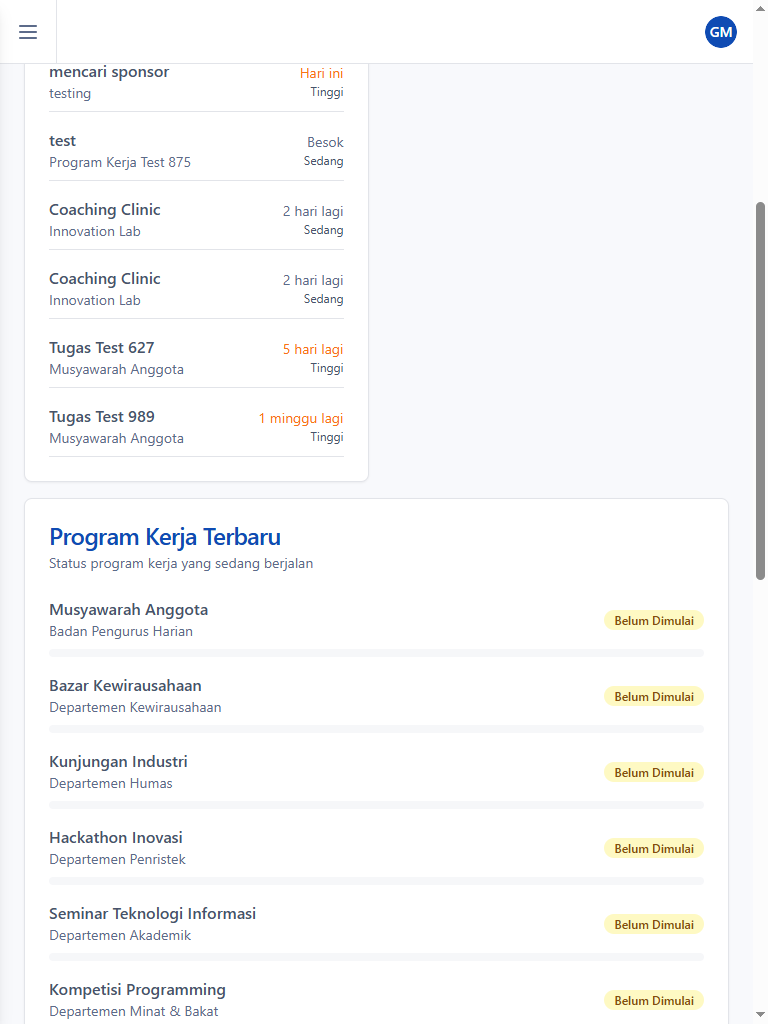 GM
mencari sponsor
Hari ini
testing
Tinggi
test
Besok
Program Kerja Test 875
Sedang
Coaching Clinic
2 hari lagi
Innovation Lab
Sedang
Coaching Clinic
2 hari lagi
Innovation Lab
Sedang
Tugas Test 627
5 hari lagi
Musyawarah Anggota
Tinggi
Tugas Test 989
1 minggu lagi
Musyawarah Anggota
Tinggi
Program Kerja Terbaru
Status program kerja yang sedang berjalan
Musyawarah Anggota
Badan Pengurus Harian
Belum Dimulai
Bazar Kewirausahaan
Departemen Kewirausahaan
Belum Dimulai
Kunjungan Industri
Departemen Humas
Belum Dimulai
Hackathon Inovasi
Departemen Penristek
Belum Dimulai
Seminar Teknologi Informasi
Departemen Akademik
Belum Dimulai
Kompetisi Programming
Departemen Minat & Bakat
Belum Dimulai